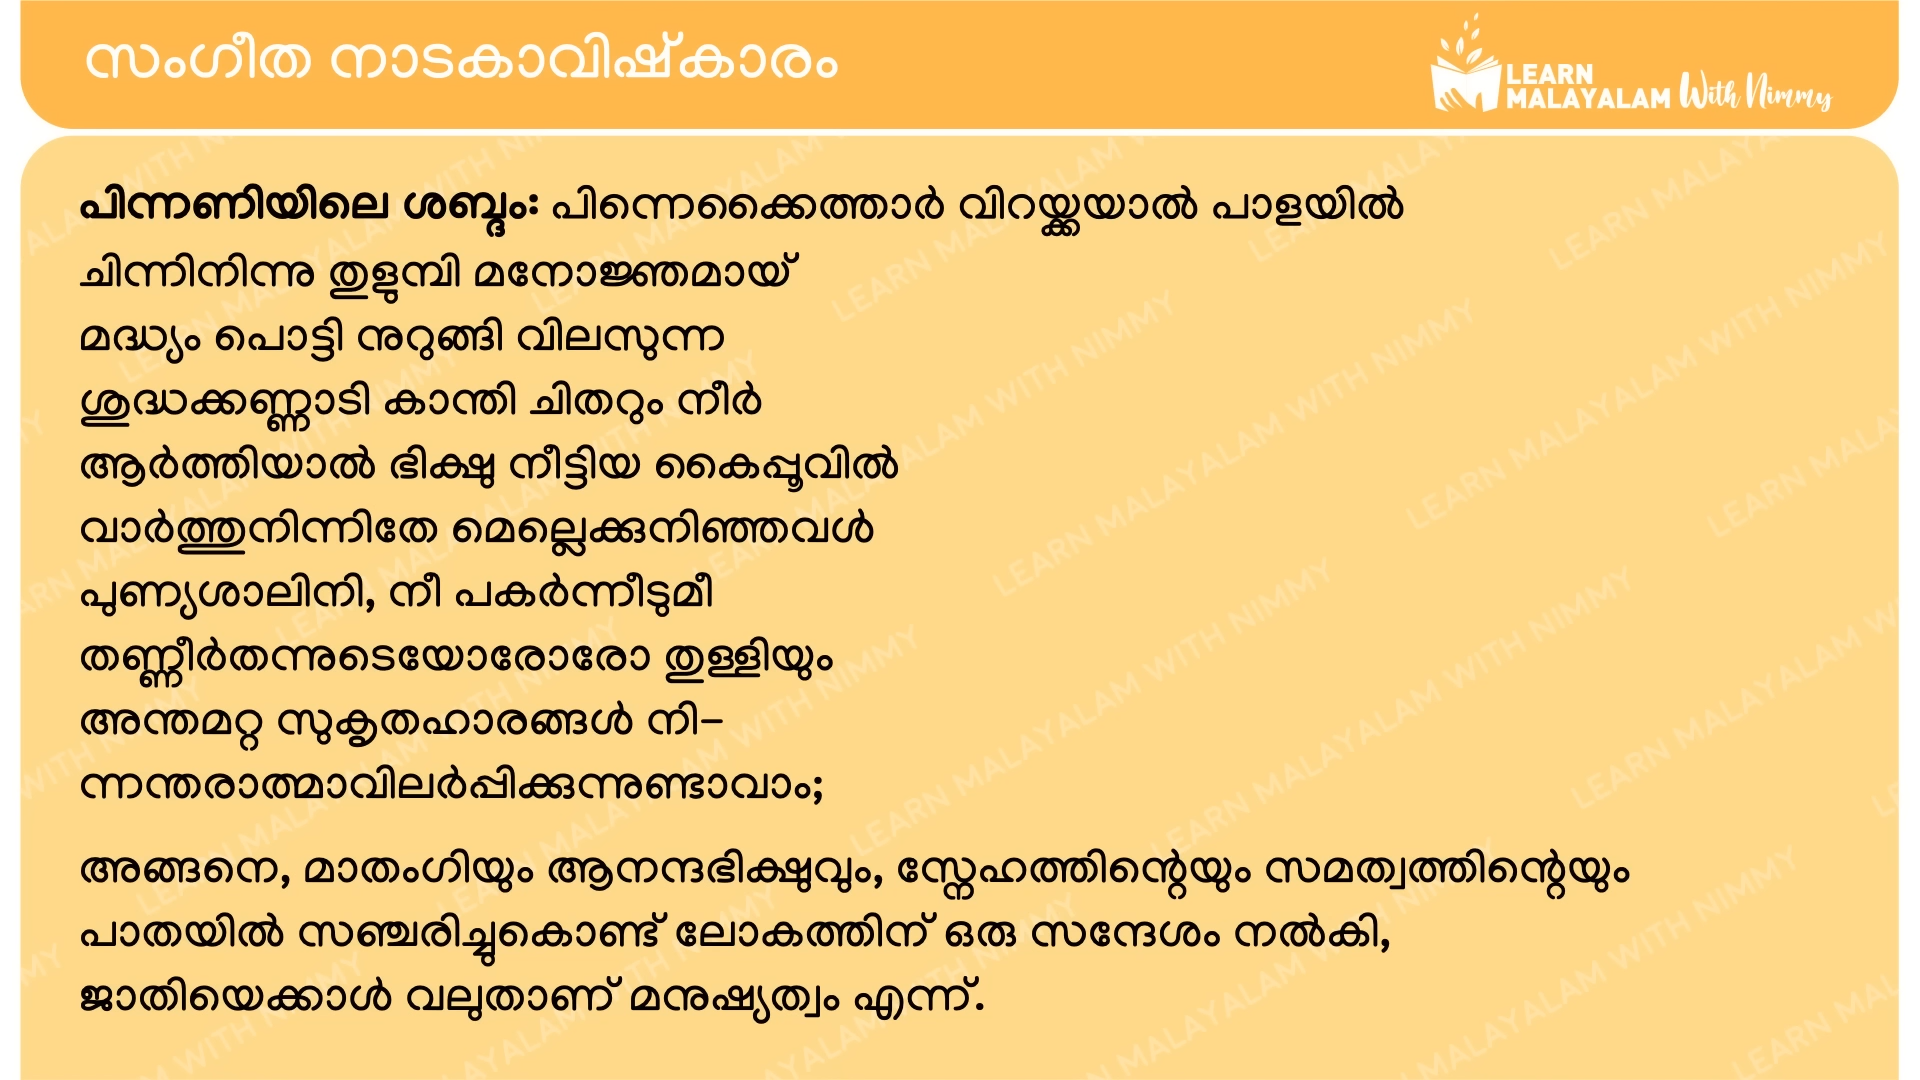 സംഗീത നാടകാവിഷ്കാരം
LEARN
MALAYALAM With Nimmy
പിന്നണിയിലെ ശബ്ദം: പിന്നെക്കൈത്താർ വിറയ്ക്കയാൽ പാളയിൽ
ചിന്നിനിന്നു തുളുമ്പി മനോജ്ഞമായ്
മദ്ധ്യം പൊട്ടി നുറുങ്ങി വിലസുന്ന
ശുദ്ധക്കണ്ണാടി കാന്തി ചിതറും നീർ
ആർത്തിയാൽ ഭിക്ഷു നീട്ടിയ കൈപ്പൂവിൽ
വാർത്തുനിന്നിതേ മെല്ലെക്കുനിഞ്ഞവൾ
പുണ്യശാലിനി, നീ പകർന്നീടുമീ
തണ്ണീർതന്നുടെയോരോരോ തുള്ളിയും
അന്തമറ്റ സുകൃതഹാരങ്ങൾ നി–
ന്നന്തരാത്മാവിലർപ്പിക്കുന്നുണ്ടാവാം;
അങ്ങനെ, മാതംഗിയും ആനന്ദഭിക്ഷുവും, സ്നേഹത്തിന്റെയും സമത്വത്തിന്റെയും
പാതയിൽ സഞ്ചരിച്ചുകൊണ്ട് ലോകത്തിന് ഒരു സന്ദേശം നൽകി,
ജാതിയെക്കാൾ വലുതാണ് മനുഷ്യത്വം എന്ന്.